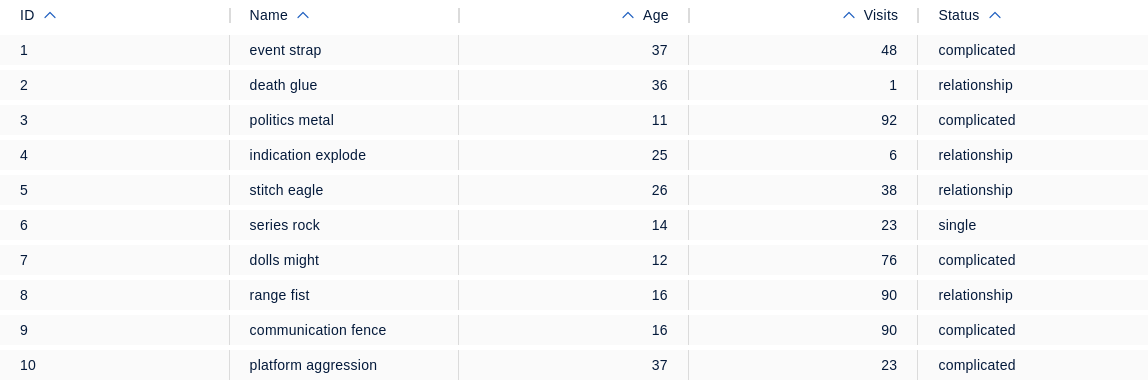 ID Name Age Visits Status
1 event strap 37 48 complicated
2 death glue 36 1 relationship
3 politics metal 11 92 complicated
4 indication explode 25 6 relationship
5 stitch eagle 26 38 relationship
6 series rock 14 23 single
7 dolls might 12 76 complicated
8 range fist 16 90 relationship
9 communication fence 16 90 complicated
10 platform aggression 37 23 complicated